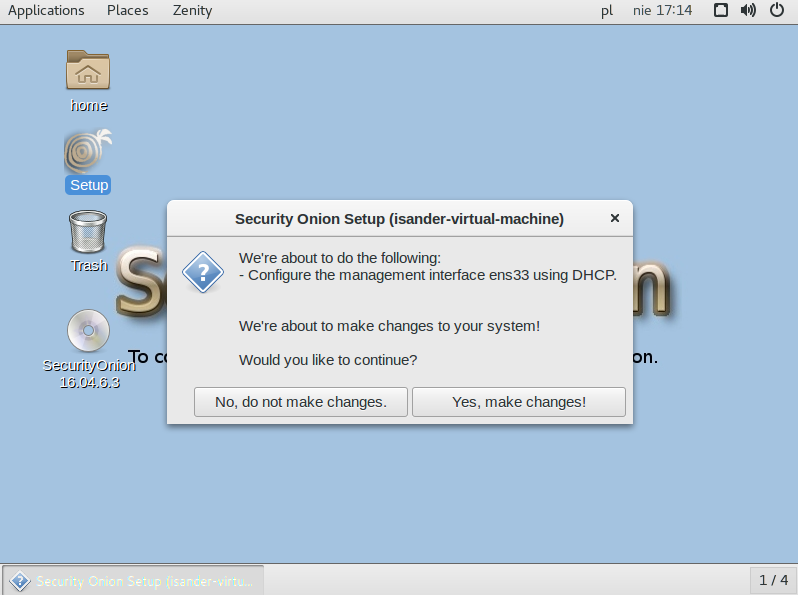 Applications Places Zenity pl nie 17:14
home
Setup
Trash
SecurityOnion
16.04.6.3
Security Onion Setup (isander-virtual-machine)
We're about to do the following:
- Configure the management interface ens33 using DHCP.
We're about to make changes to your system!
Would you like to continue?
No, do not make changes. Yes, make changes!
To
on.
Security Onion Setup (isander-virtu...
1 / 4